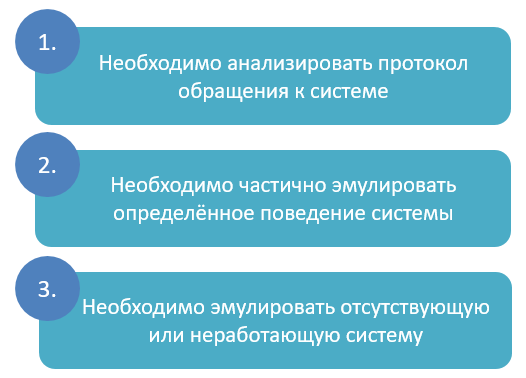 1.
Необходимо анализировать протокол
обращения к системе
2.
Необходимо частично эмулировать
определённое поведение системы
3.
Необходимо эмулировать отсутствующую
или неработающую систему